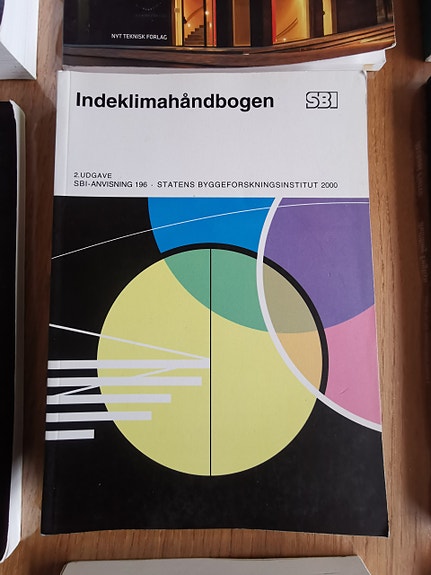 NYT TEKNISK FORLAG
Indeklimahåndbogen
SBI
2. UDGAVE
SBI-ANVISNING 196 · STATENS BYGGEFORSKNINGSINSTITUT 2000